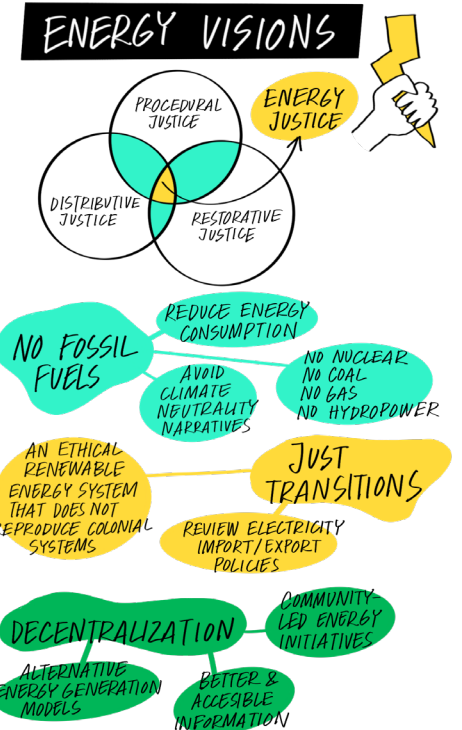 ENERGY VISIONS
PROCEDURAL
JUSTICE
ENERGY
JUSTICE
DISTRIBUTIVE
JUSTICE
RESTORATIVE
JUSTICE
NO FOSSIL
FUELS
REDUCE ENERGY
CONSUMPTION
AVOID
CLIMATE
NEUTRALITY
NARRATIVES
NO NUCLEAR
NO COAL
NO GAS
NO HYDROPOWER
AN ETHICAL
RENEWABLE
ENERGY SYSTEM
THAT DOES NOT
REPRODUCE COLONIAL
SYSTEMS
JUST
TRANSITIONS
REVIEW ELECTRICITY
IMPORT/EXPORT
POLICIES
DECENTRALIZATION
COMMUNITY-
LED ENERGY
INITIATIVES
ALTERNATIVE
ENERGY GENERATION
MODELS
BETTER &
ACCESIBLE
INFORMATION